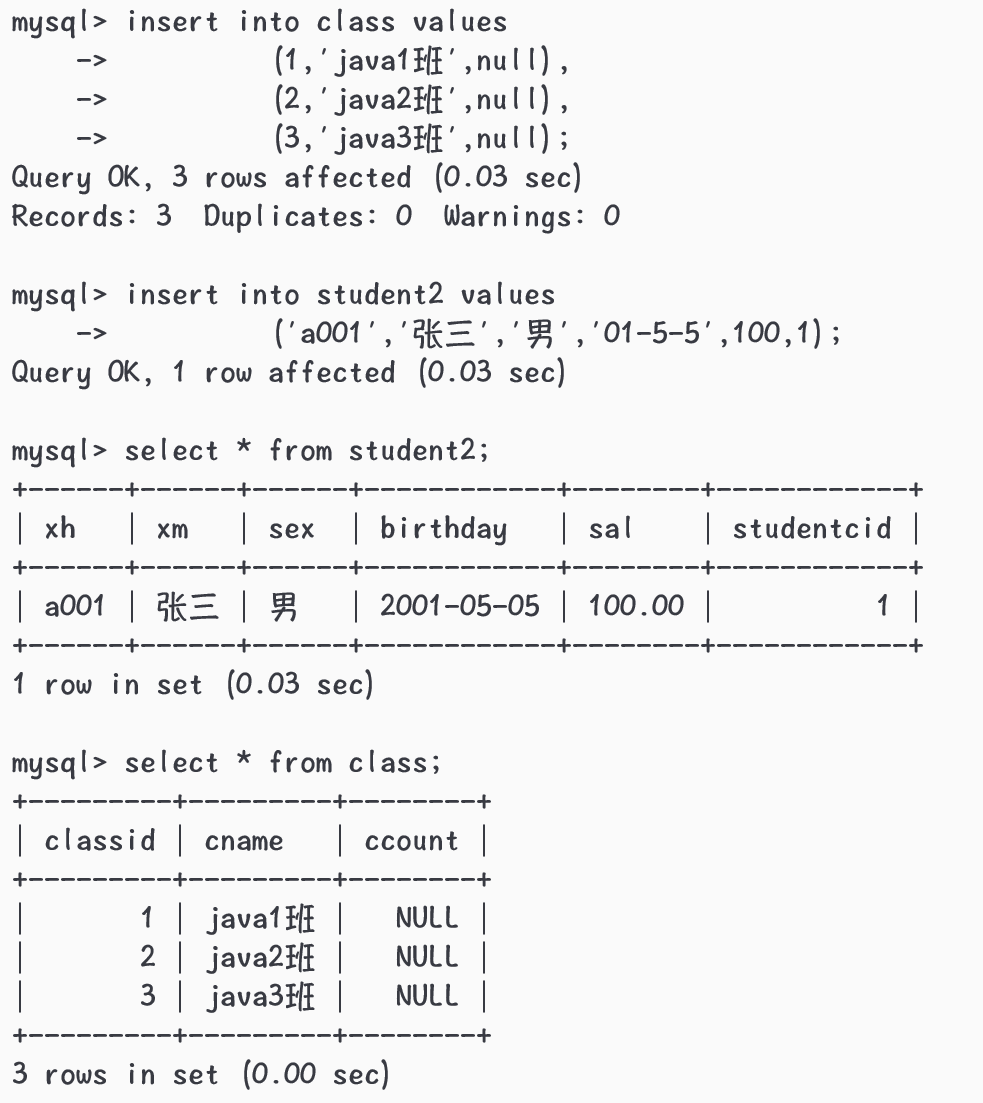 mysql> insert into class values
    ->          (1,'java1班',null),
    ->          (2,'java2班',null),
    ->          (3,'java3班',null);
Query OK, 3 rows affected (0.03 sec)
Records: 3  Duplicates: 0  Warnings: 0

mysql> insert into student2 values
    ->          ('a001','张三','男','01-5-5',100,1);
Query OK, 1 row affected (0.03 sec)

mysql> select * from student2;
+------+------+------+------------+--------+------------+
| xh   | xm   | sex  | birthday   | sal    | studentcid |
+------+------+------+------------+--------+------------+
| a001 | 张三 | 男   | 2001-05-05 | 100.00 |          1 |
+------+------+------+------------+--------+------------+
1 row in set (0.03 sec)

mysql> select * from class;
+---------+---------+--------+
| classid | cname   | ccount |
+---------+---------+--------+
|       1 | java1班 |   NULL |
|       2 | java2班 |   NULL |
|       3 | java3班 |   NULL |
+---------+---------+--------+
3 rows in set (0.00 sec)